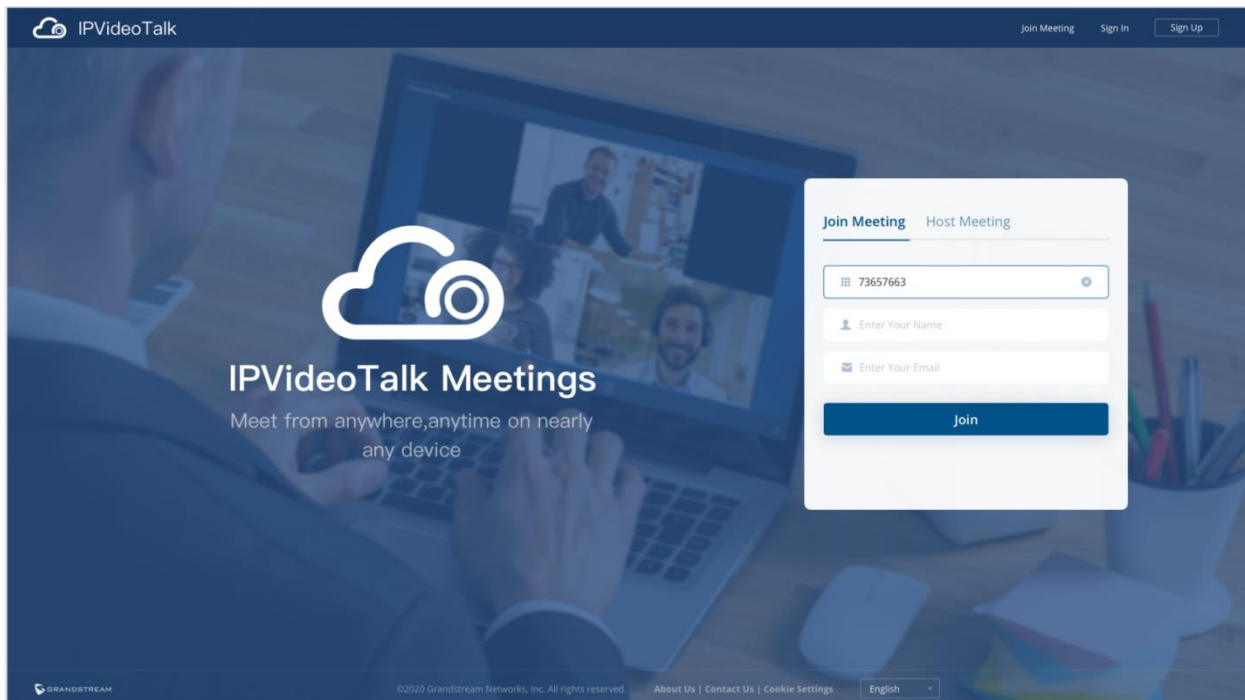 IPVideoTalk
Join Meeting Sign In Sign Up
Join Meeting Host Meeting
73657663
Enter Your Name
Enter Your Email
Join
IPVideoTalk Meetings
Meet from anywhere,anytime on nearly
any device
GRANDSTREAM
©2020 Grandstream Networks, Inc. All rights reserved. About Us | Contact Us | Cookie Settings English